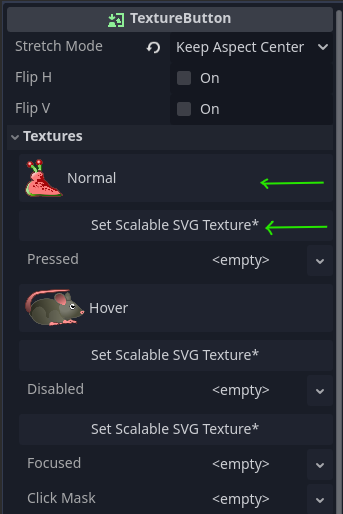 TextureButton
Stretch Mode Keep Aspect Center
Flip H On
Flip V On
Textures
Normal
Set Scalable SVG Texture*
Pressed <empty>
Hover
Set Scalable SVG Texture*
Disabled <empty>
Set Scalable SVG Texture*
Focused <empty>
Click Mask <empty>